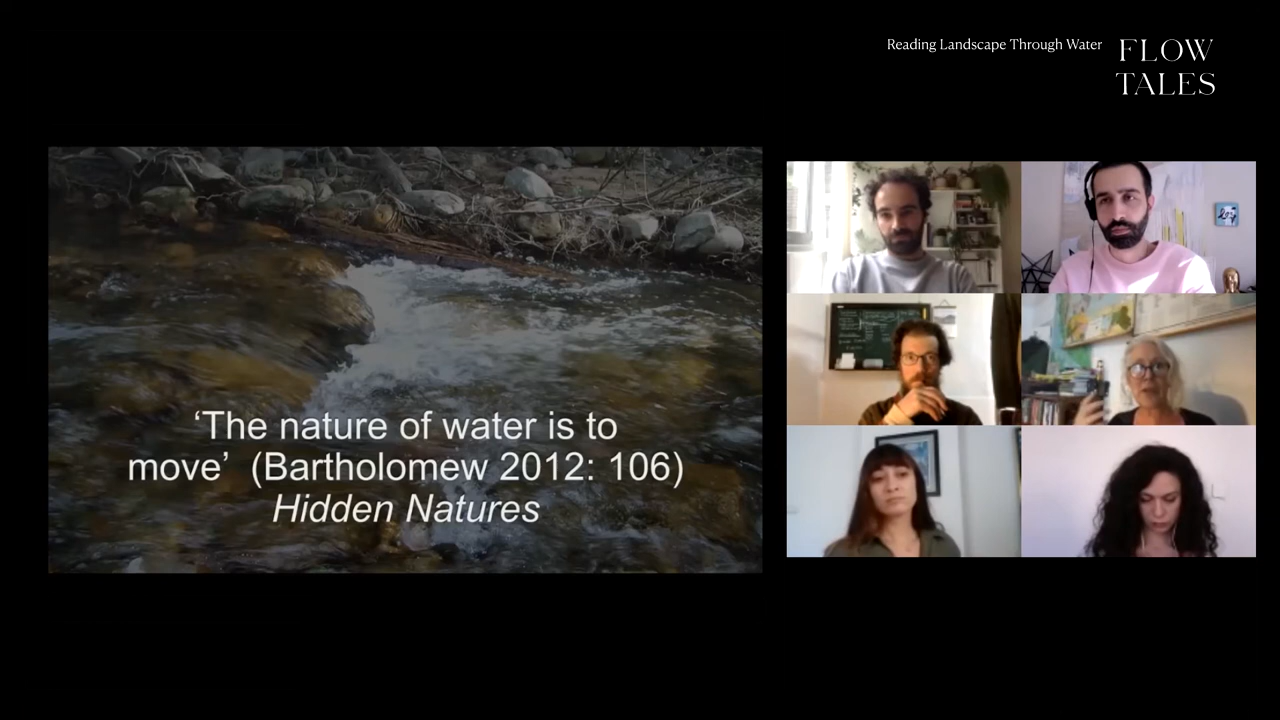 Reading Landscape Through Water
FLOW
TALES
‘The nature of water is to
move’ (Bartholomew 2012: 106)
Hidden Natures